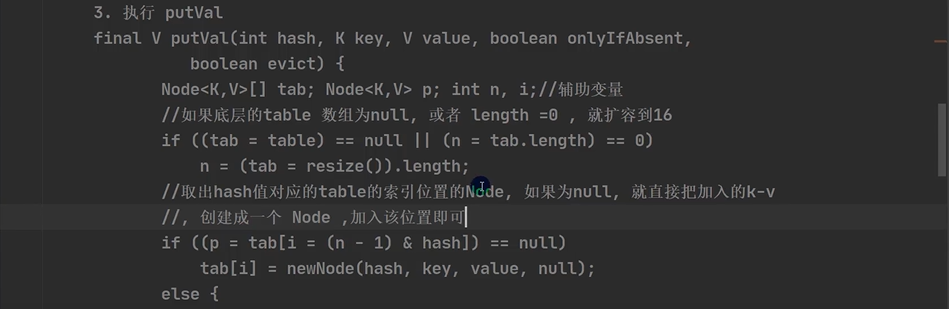 3. 执行 putVal
final V putVal(int hash, K key, V value, boolean onlyIfAbsent,
boolean evict) {
Node<K,V>[] tab; Node<K,V> p; int n, i;//辅助变量
//如果底层的table 数组为null, 或者 length =0 , 就扩容到16
if ((tab = table) == null || (n = tab.length) == 0)
n = (tab = resize()).length;
//取出hash值对应的table的索引位置的Node, 如果为null, 就直接把加入的k-v
//, 创建成一个 Node ,加入该位置即可
if ((p = tab[i = (n - 1) & hash]) == null)
tab[i] = newNode(hash, key, value, null);
else {